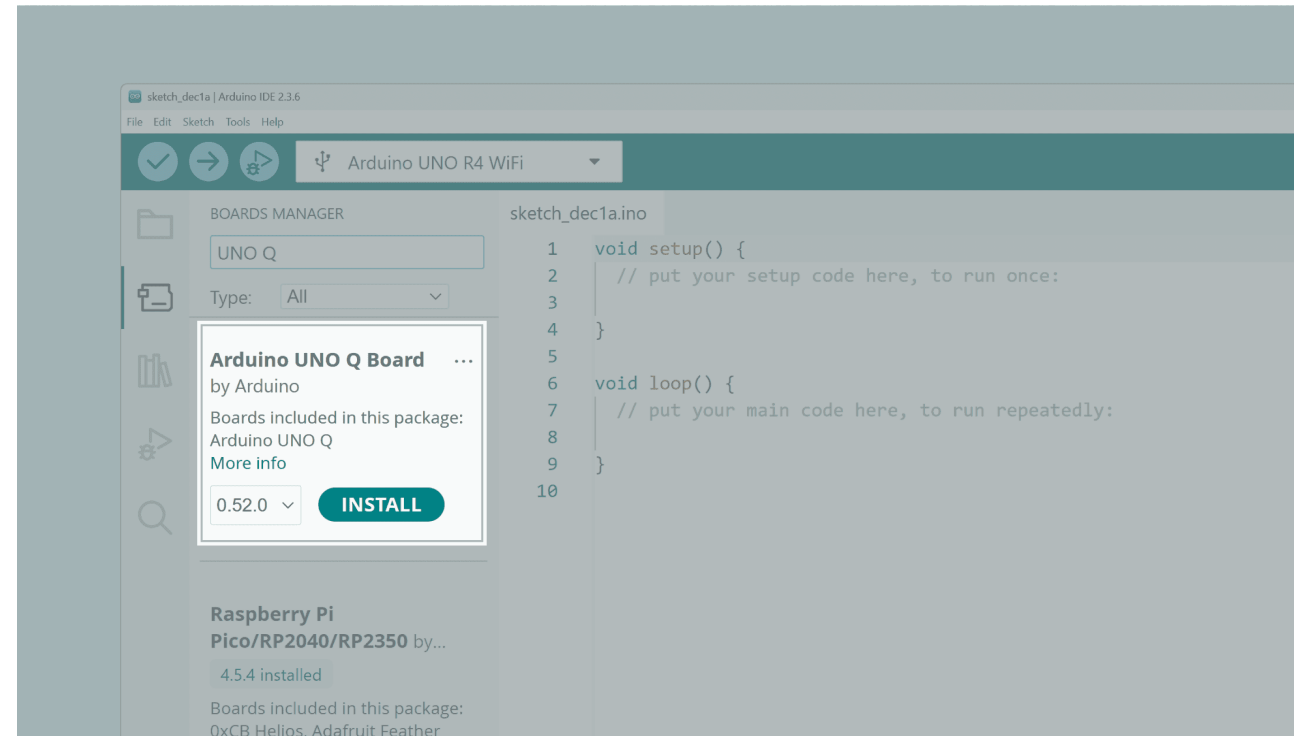 sketch_dec1a | Arduino IDE 2.3.6
File Edit Sketch Tools Help
Arduino UNO R4 WiFi
BOARDS MANAGER
UNO Q
Type: All
Arduino UNO Q Board ...
by Arduino
Boards included in this package:
Arduino UNO Q
More info
0.52.0 INSTALL
Raspberry Pi
Pico/RP2040/RP2350 by...
4.5.4 installed
Boards included in this package:
0xCB Helios, Adafruit Feather
sketch_dec1a.ino
1 void setup() {
2 // put your setup code here, to run once:
3
4 }
5
6 void loop() {
7 // put your main code here, to run repeatedly:
8
9 }
10